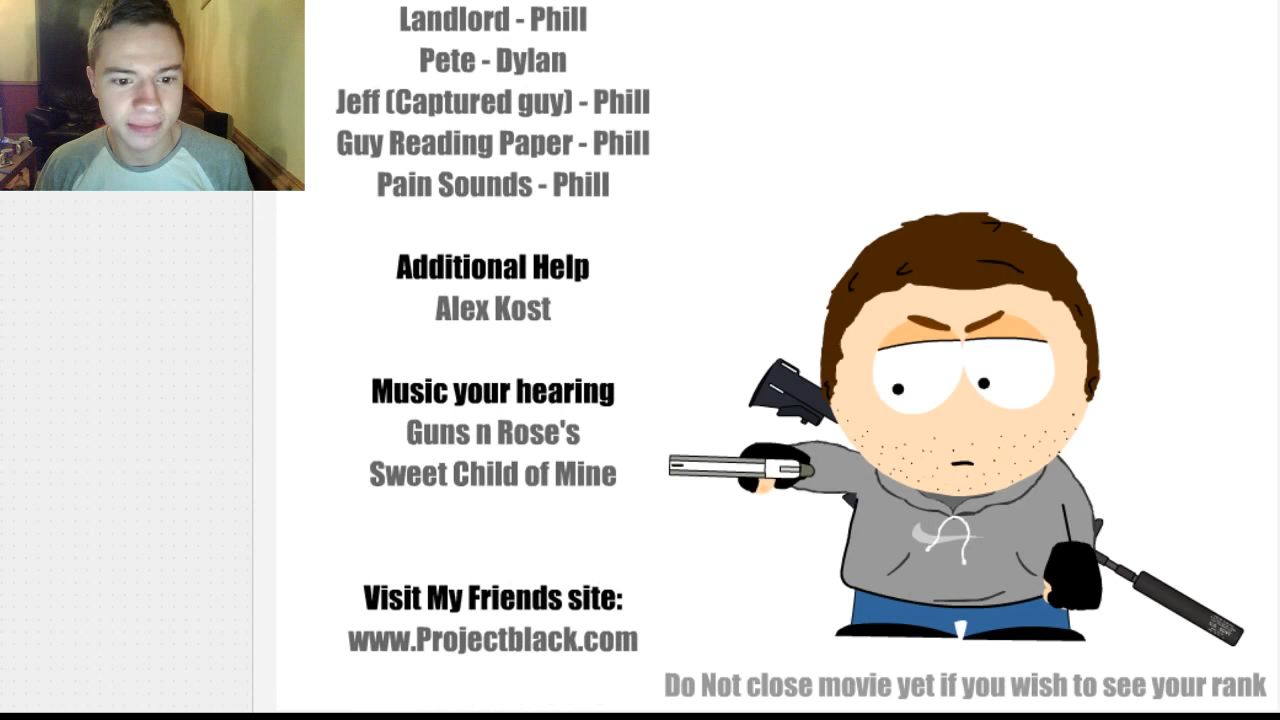 Landlord - Phill
Pete - Dylan
Jeff (Captured guy) - Phill
Guy Reading Paper - Phill
Pain Sounds - Phill
Additional Help
Alex Kost
Music your hearing
Guns n Rose's
Sweet Child of Mine
Visit My Friends site:
www.Projectblack.com
Do Not close movie yet if you wish to see your rank